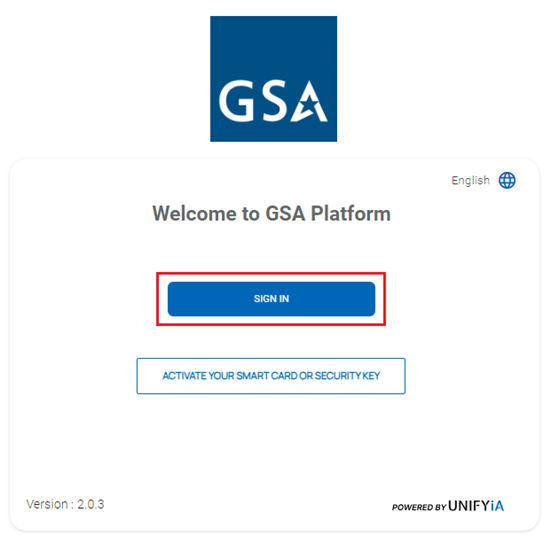 GSA
English
Welcome to GSA Platform
SIGN IN
ACTIVATE YOUR SMART CARD OR SECURITY KEY
Version : 2.0.3
POWERED BY UNIFYiA